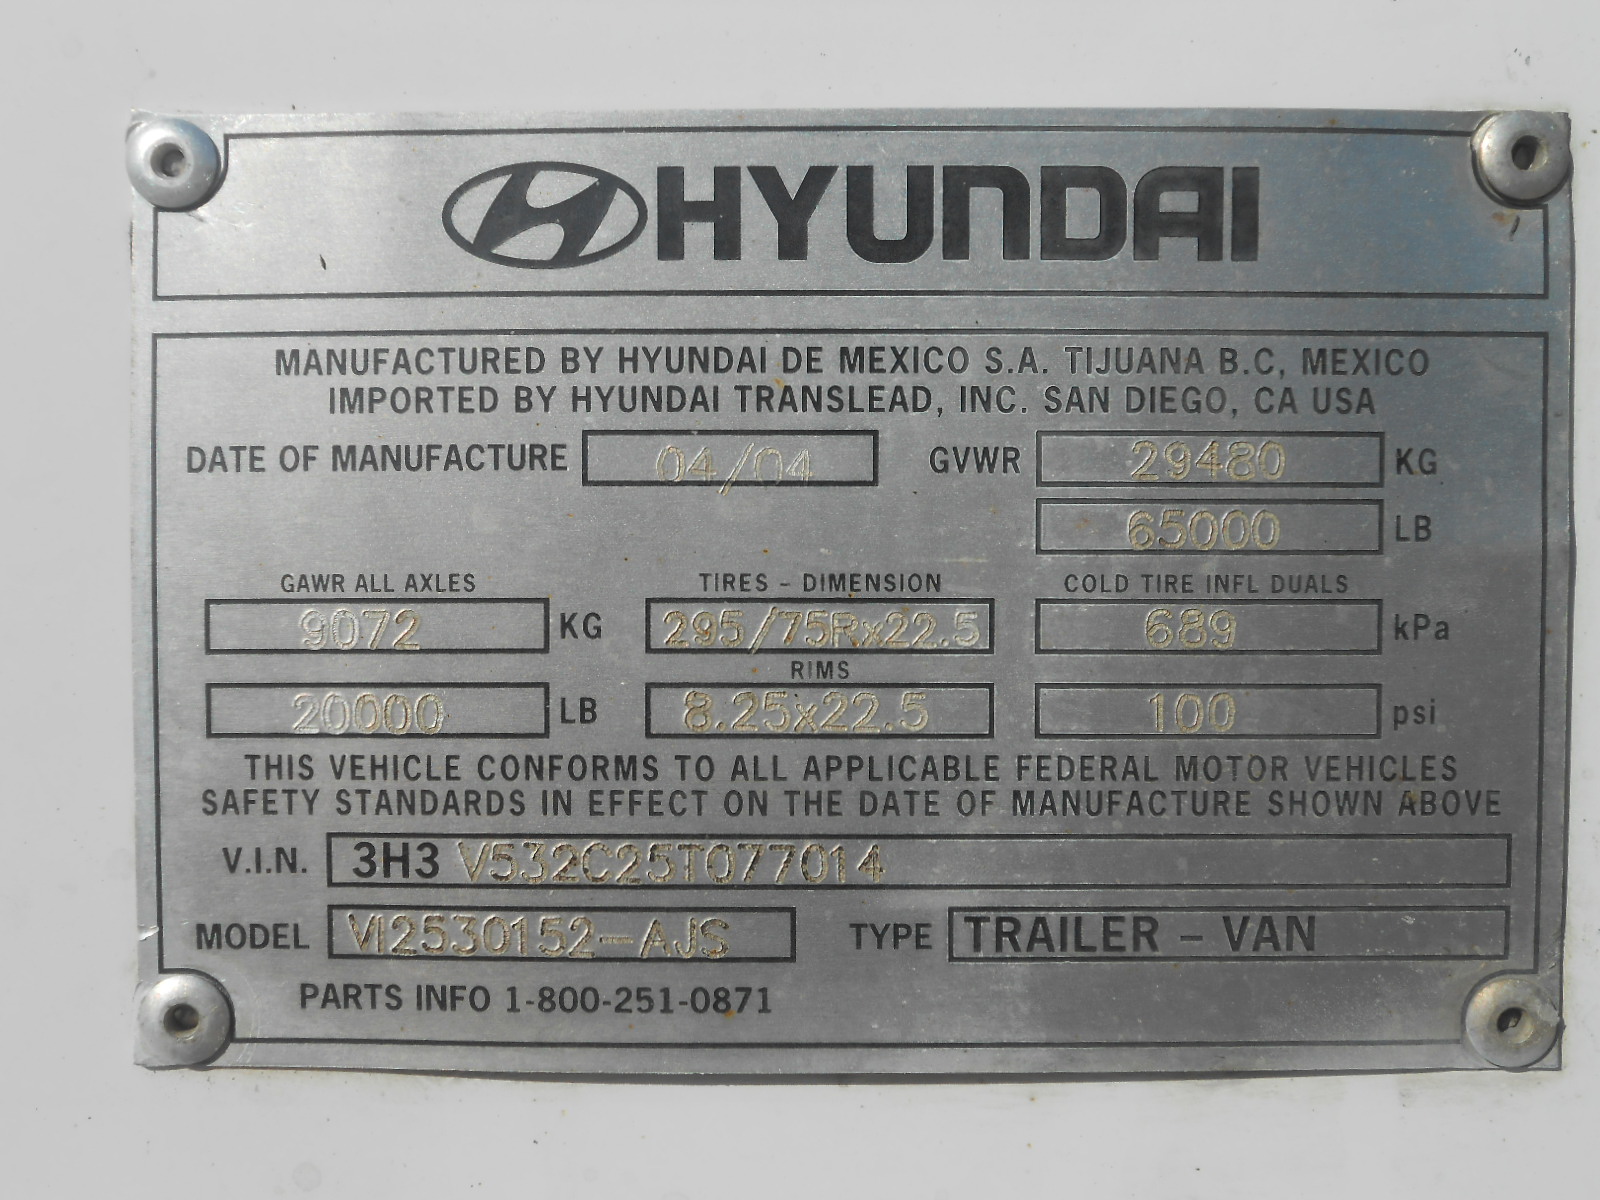 HYUNDAI
MANUFACTURED BY HYUNDAI DE MEXICO S.A. TIJUANA B.C, MEXICO
IMPORTED BY HYUNDAI TRANSLEAD, INC. SAN DIEGO, CA USA
DATE OF MANUFACTURE 04/04 GVWR 29480 KG
65000 LB
GAWR ALL AXLES TIRES - DIMENSION COLD TIRE INFL DUALS
9072 KG 295/75Rx22.5 689 kPa
RIMS
20000 LB 8.25x22.5 100 psi
THIS VEHICLE CONFORMS TO ALL APPLICABLE FEDERAL MOTOR VEHICLES
SAFETY STANDARDS IN EFFECT ON THE DATE OF MANUFACTURE SHOWN ABOVE
V.I.N. 3H3 V532C25T077014
MODEL VI2530152-AJS TYPE TRAILER - VAN
PARTS INFO 1-800-251-0871